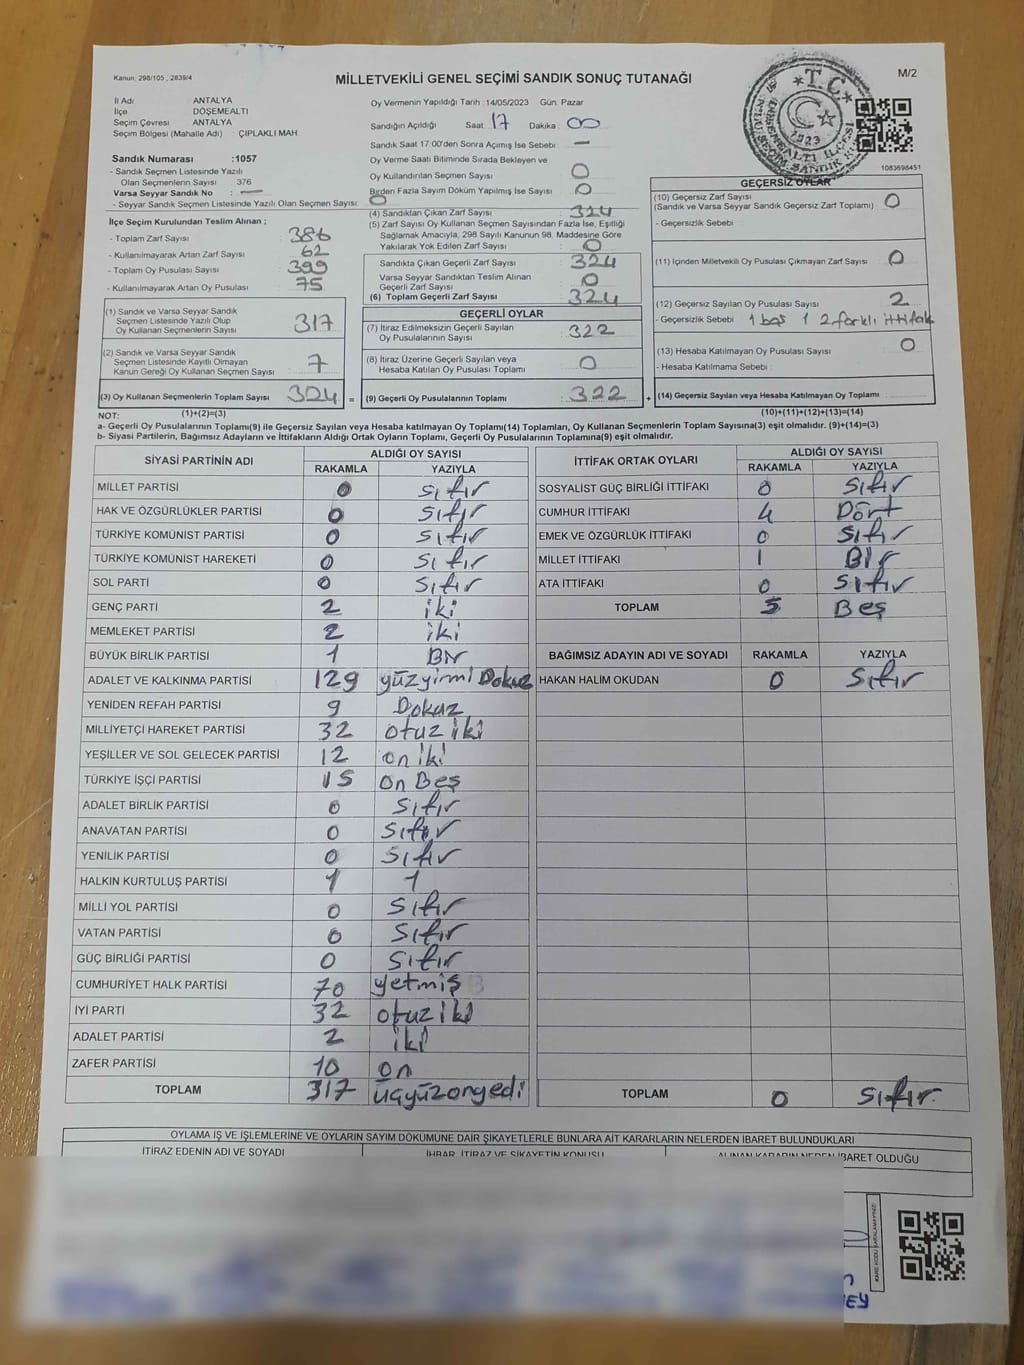 Kanun: 298/105 , 2839/4
MİLLETVEKİLİ GENEL SEÇİMİ SANDIK SONUÇ TUTANAĞI
M/2
İl Adı ANTALYA
İlçe DÖŞEMEALTI
Seçim Çevresi ANTALYA
Seçim Bölgesi (Mahalle Adı) : ÇIPLAKLI MAH.
Sandık Numarası :1057
- Sandık Seçmen Listesinde Yazılı
Olan Seçmenlerin Sayısı 376
Varsa Seyyar Sandık No : —
- Seyyar Sandık Seçmen Listesinde Yazılı Olan Seçmen Sayısı: 0
İlçe Seçim Kurulundan Teslim Alınan ;
- Toplam Zarf Sayısı : 386
- Kullanılmayarak Artan Zarf Sayısı : 62
- Toplam Oy Pusulası Sayısı : 399
- Kullanılmayarak Artan Oy Pusulası : 75
(1) Sandık ve Varsa Seyyar Sandık
Seçmen Listesinde Yazılı Olup
Oy Kullanan Seçmenlerin Sayısı : 317
(2) Sandık ve Varsa Seyyar Sandık
Seçmen Listesinde Kayıtlı Olmayan
Kanun Gereği Oy Kullanan Seçmen Sayısı : 7
(3) Oy Kullanan Seçmenlerin Toplam Sayısı : 324 =
Oy Vermenin Yapıldığı Tarih :14/05/2023 Gün: Pazar
Sandığın Açıldığı Saat: 17 Dakika 00
Sandık Saat 17:00'den Sonra Açımış İse Sebebi : —
Oy Verme Saati Bitiminde Sırada Bekleyen ve
Oy Kullandırılan Seçmen Sayısı : 0
Birden Fazla Sayım Döküm Yapılmış İse Sayısı : 0
(4) Sandıktan Çıkan Zarf Sayısı : 324
(5) Zarf Sayısı Oy Kullanan Seçmen Sayısından Fazla İse, Eşitliği
Sağlamak Amacıyla; 298 Sayılı Kanunun 98. Maddesine Göre
Yakılarak Yok Edilen Zarf Sayısı : 0
Sandıkta Çıkan Geçerli Zarf Sayısı : 324
Varsa Seyyar Sandıktan Teslim Alınan
Geçerli Zarf Sayısı : 0
(6) Toplam Geçerli Zarf Sayısı : 324
GEÇERLİ OYLAR
(7) İtiraz Edilmeksizin Geçerli Sayılan
Oy Pusulalarının Sayısı : 322
(8) İtiraz Üzerine Geçerli Sayılan veya
Hesaba Katılan Oy Pusulası Toplamı : 0
(9) Geçerli Oy Pusulalarının Toplamı : 322 +
1083698451
GEÇERSİZ OYLAR
(10) Geçersiz Zarf Sayısı
(Sandık ve Varsa Seyyar Sandık Geçersiz Zarf Toplamı) : 0
- Geçersizlik Sebebi :
(11) İçinden Milletvekili Oy Pusulası Çıkmayan Zarf Sayısı : 0
(12) Geçersiz Sayılan Oy Pusulası Sayısı : 2
- Geçersizlik Sebebi : 1 boş 1 2 farklı ittifak
(13) Hesaba Katılmayan Oy Pusulası Sayısı : 0
- Hesaba Katılmama Sebebi :
(14) Geçersiz Sayılan veya Hesaba Katılmayan Oy Toplamı :
NOT: (1)+(2)=(3) (10)+(11)+(12)+(13)=(14)
a- Geçerli Oy Pusulalarının Toplamı(9) ile Geçersiz Sayılan veya Hesaba katılmayan Oy Toplamı(14) Toplamları, Oy Kullanan Seçmenlerin Toplam Sayısına(3) eşit olmalıdır. (9)+(14)=(3)
b- Siyasi Partilerin, Bağımsız Adayların ve İttifakların Aldığı Ortak Oyların Toplamı, Geçerli Oy Pusulalarının Toplamına(9) eşit olmalıdır.
SİYASİ PARTİNİN ADI ALDIĞI OY SAYISI
RAKAMLA YAZIYLA
MİLLET PARTİSİ 0 sıfır
HAK VE ÖZGÜRLÜKLER PARTİSİ 0 sıfır
TÜRKİYE KOMÜNİST PARTİSİ 0 sıfır
TÜRKİYE KOMÜNİST HAREKETİ 0 sıfır
SOL PARTİ 0 sıfır
GENÇ PARTİ 2 iki
MEMLEKET PARTİSİ 2 iki
BÜYÜK BİRLİK PARTİSİ 1 Bir
ADALET VE KALKINMA PARTİSİ 129 yüzyirmi Dokuz
YENİDEN REFAH PARTİSİ 9 Dokuz
MİLLİYETÇİ HAREKET PARTİSİ 32 otuz iki
YEŞİLLER VE SOL GELECEK PARTİSİ 12 on iki
TÜRKİYE İŞÇİ PARTİSİ 15 on Beş
ADALET BİRLİK PARTİSİ 0 sıfır
ANAVATAN PARTİSİ 0 sıfır
YENİLİK PARTİSİ 0 sıfır
HALKIN KURTULUŞ PARTİSİ 1 1
MİLLİ YOL PARTİSİ 0 sıfır
VATAN PARTİSİ 0 sıfır
GÜÇ BİRLİĞİ PARTİSİ 0 sıfır
CUMHURİYET HALK PARTİSİ 70 yetmiş
İYİ PARTİ 32 otuz iki
ADALET PARTİSİ 2 iki
ZAFER PARTİSİ 10 on
TOPLAM 317 üçyüzonyedi
İTTİFAK ORTAK OYLARI ALDIĞI OY SAYISI
RAKAMLA YAZIYLA
SOSYALİST GÜÇ BİRLİĞİ İTTİFAKI 0 sıfır
CUMHUR İTTİFAKI 4 Dört
EMEK VE ÖZGÜRLÜK İTTİFAKI 0 sıfır
MİLLET İTTİFAKI 1 Bir
ATA İTTİFAKI 0 sıfır
TOPLAM 5 Beş
BAĞIMSIZ ADAYIN ADI VE SOYADI RAKAMLA YAZIYLA
HAKAN HALİM OKUDAN 0 sıfır
TOPLAM 0 sıfır
OYLAMA İŞ VE İŞLEMLERİNE VE OYLARIN SAYIM DÖKÜMÜNE DAİR ŞİKAYETLERLE BUNLARA AİT KARARLARIN NELERDEN İBARET BULUNDUKLARI
İTİRAZ EDENİN ADI VE SOYADI İHBAR, İTİRAZ VE ŞİKAYETİN KONUSU ALINAN KARARIN NEDEN İBARET OLDUĞU